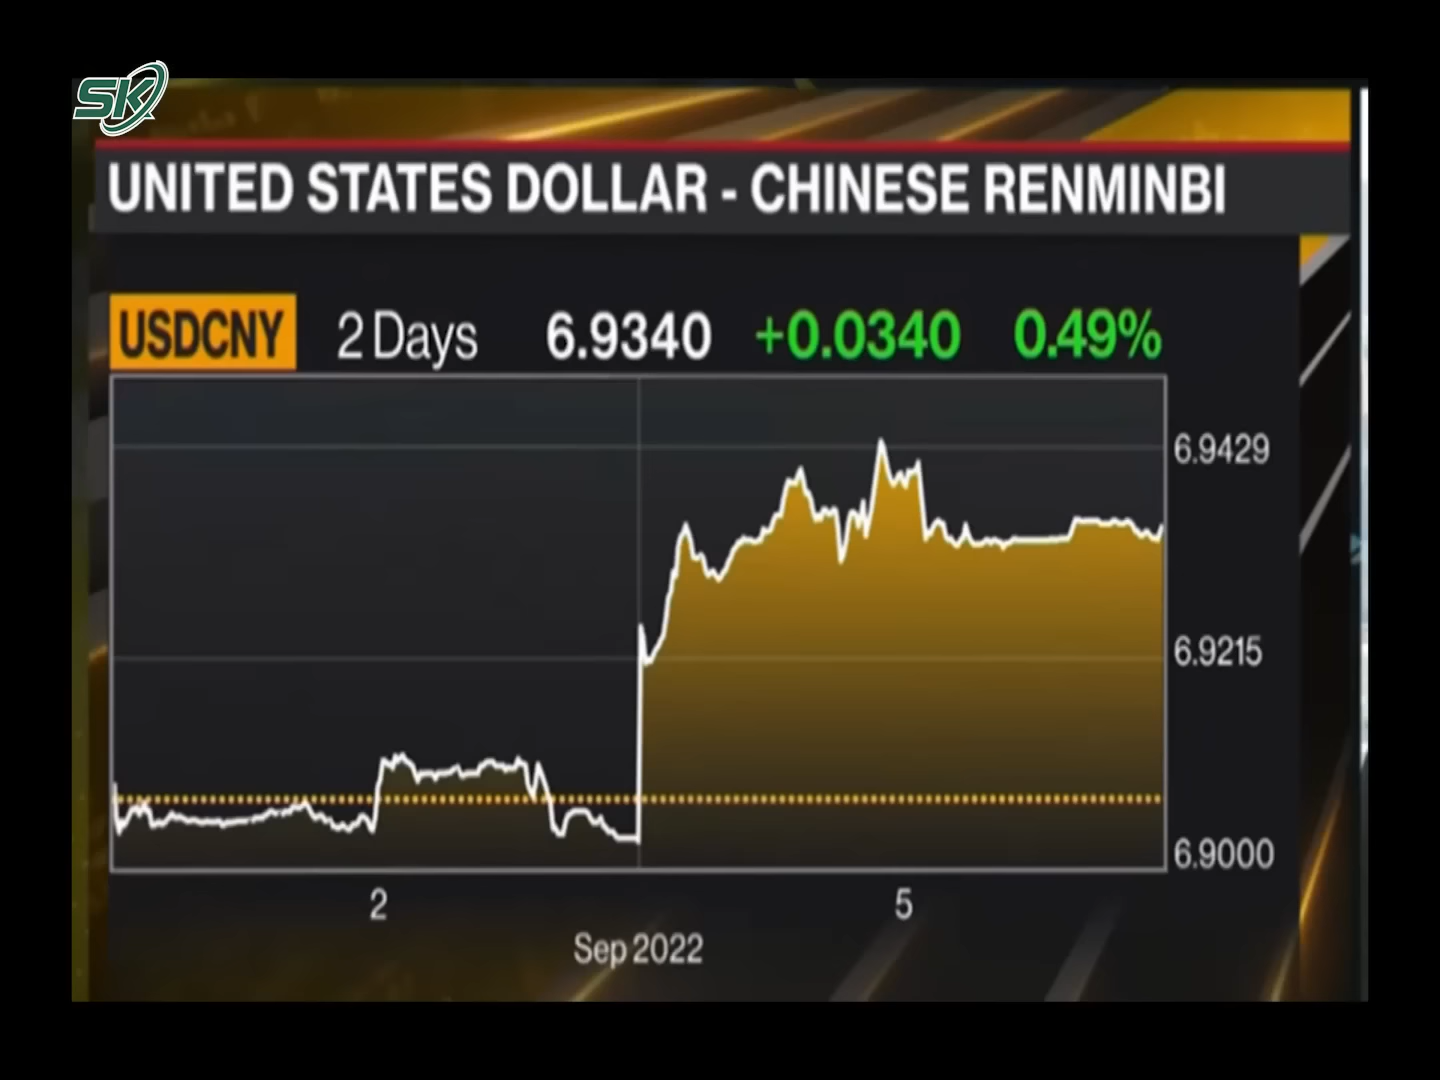 SK
UNITED STATES DOLLAR - CHINESE RENMINBI
USDCNY 2 Days 6.9340 +0.0340 0.49%
6.9429
6.9215
6.9000
2 5
Sep 2022